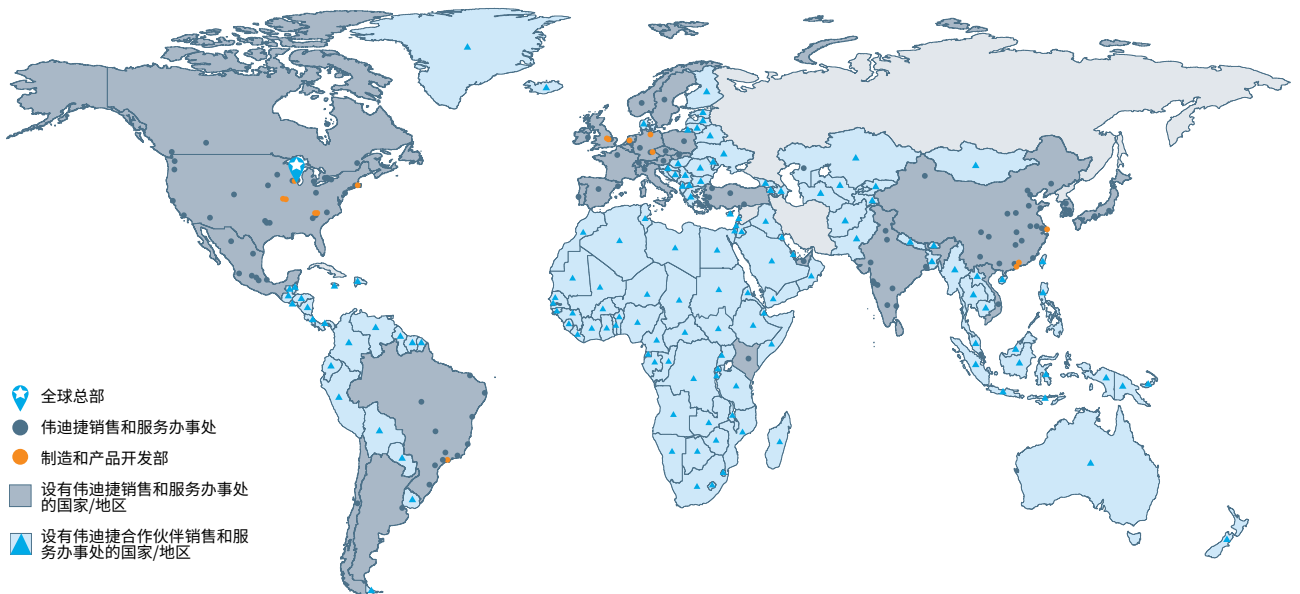 全球总部
伟迪捷销售和服务办事处
制造和产品开发部
设有伟迪捷销售和服务办事处
的国家/地区
设有伟迪捷合作伙伴销售和服
务办事处的国家/地区